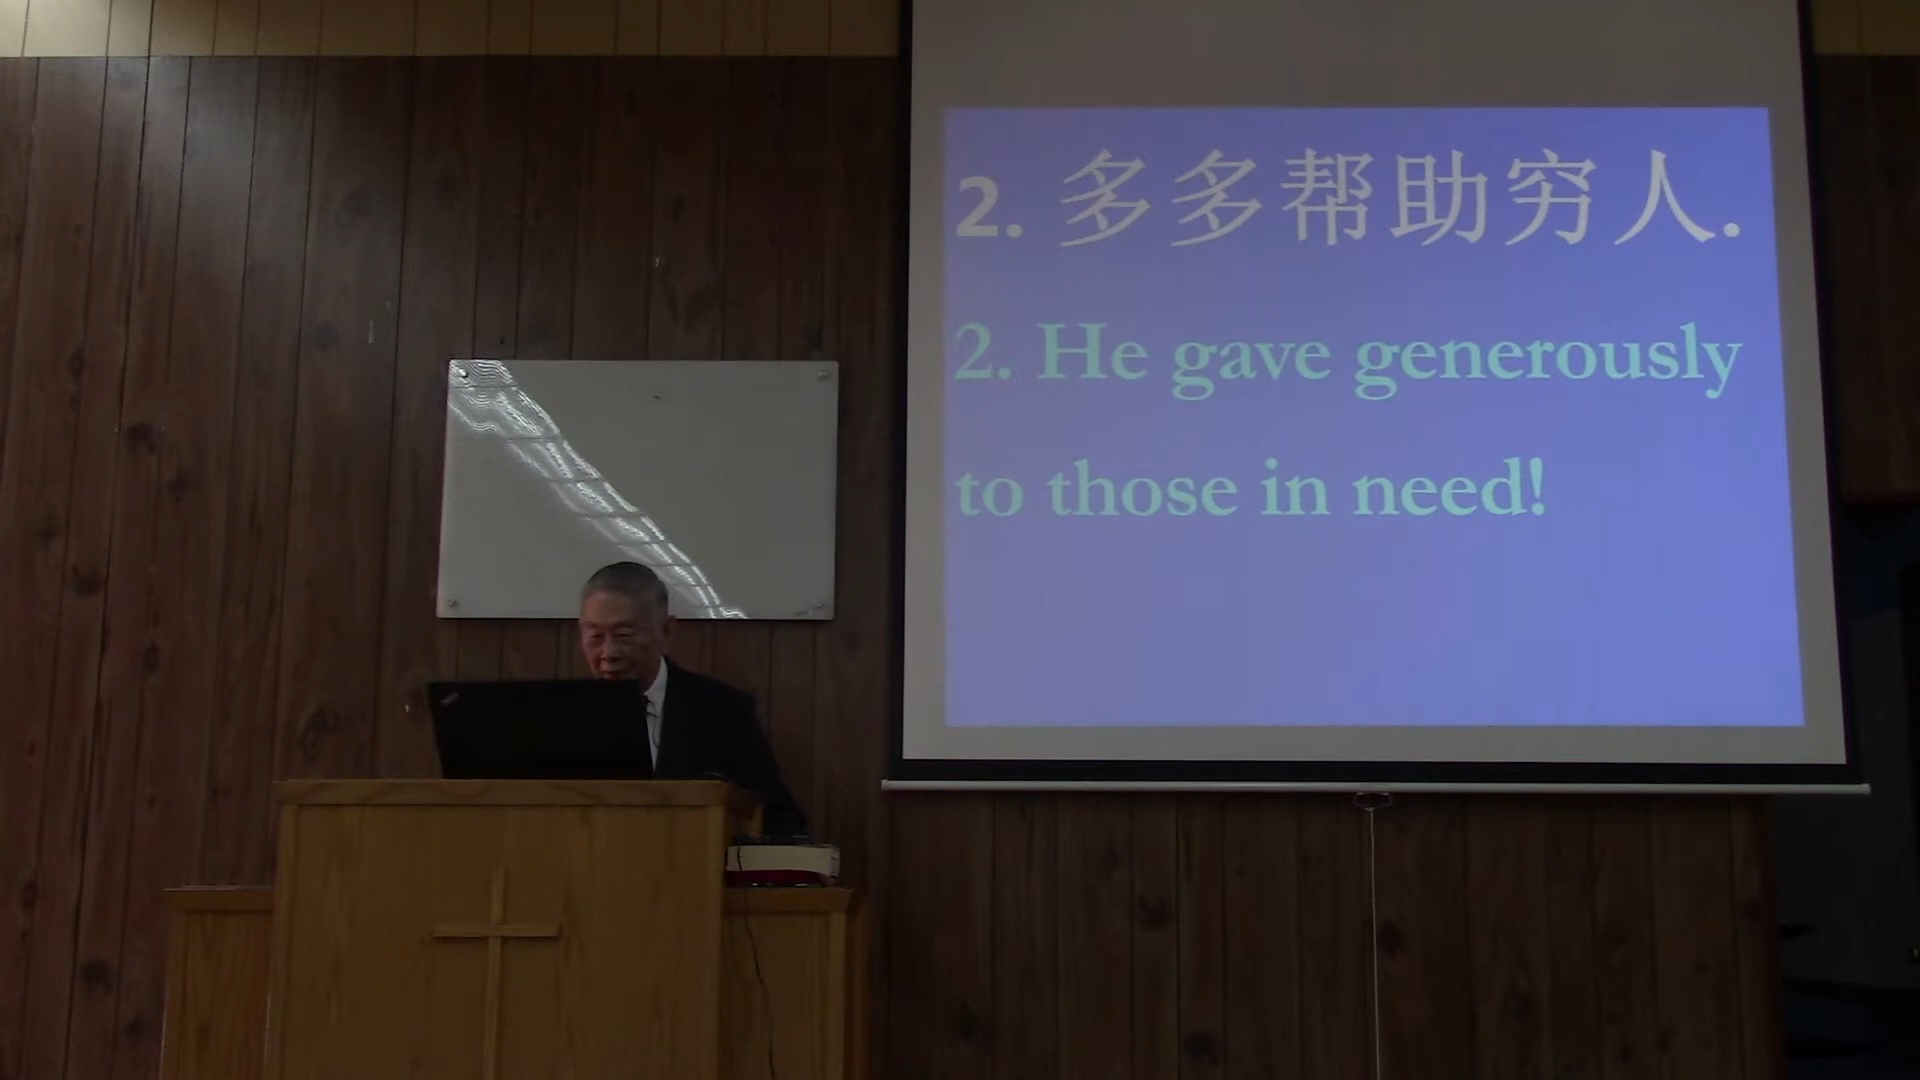 2. 多多帮助穷人.
2. He gave generously
to those in need!